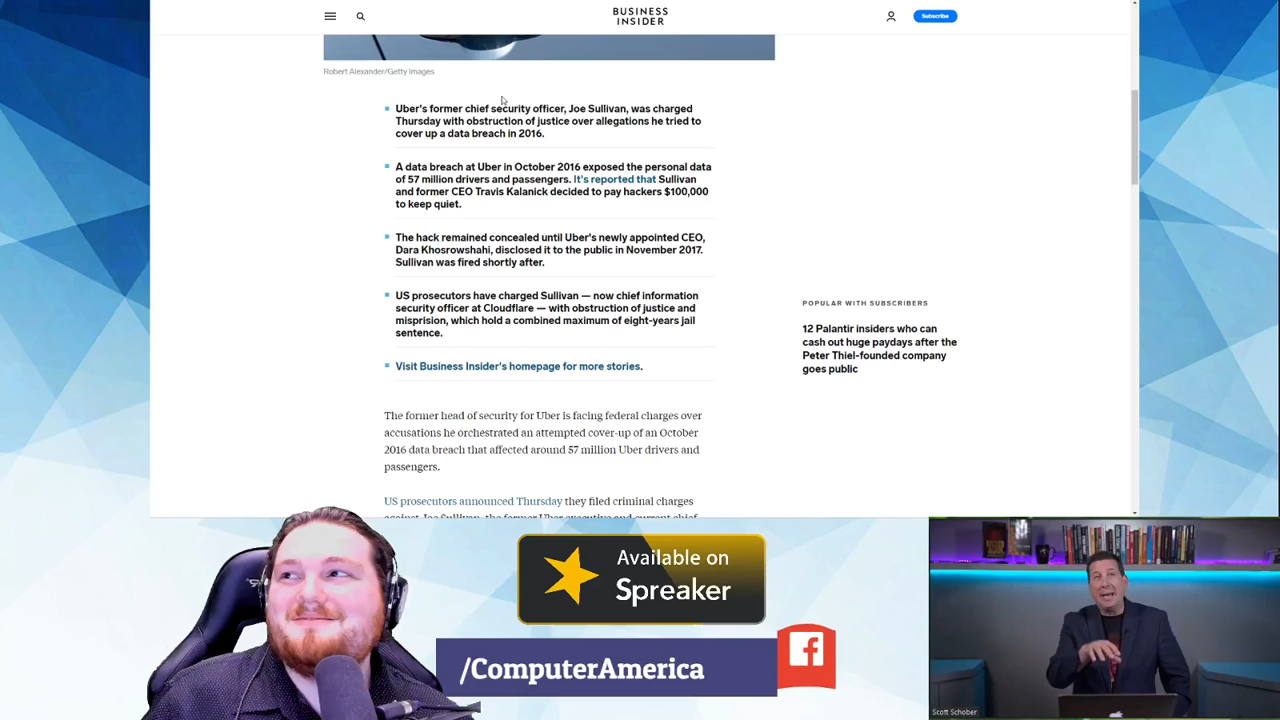 BUSINESS
INSIDER
Subscribe
Robert Alexander/Getty Images
Uber's former chief security officer, Joe Sullivan, was charged
Thursday with obstruction of justice over allegations he tried to
cover up a data breach in 2016.
A data breach at Uber in October 2016 exposed the personal data
of 57 million drivers and passengers. It's reported that Sullivan
and former CEO Travis Kalanick decided to pay hackers $100,000
to keep quiet.
The hack remained concealed until Uber's newly appointed CEO,
Dara Khosrowshahi, disclosed it to the public in November 2017.
Sullivan was fired shortly after.
US prosecutors have charged Sullivan — now chief information
security officer at Cloudflare — with obstruction of justice and
misprision, which hold a combined maximum of eight-years jail
sentence.
Visit Business Insider's homepage for more stories.
The former head of security for Uber is facing federal charges over
accusations he orchestrated an attempted cover-up of an October
2016 data breach that affected around 57 million Uber drivers and
passengers.
US prosecutors announced Thursday they filed criminal charges
against Joe Sullivan, the former Uber executive and current chief
POPULAR WITH SUBSCRIBERS
12 Palantir insiders who can
cash out huge paydays after the
Peter Thiel-founded company
goes public
Available on
Spreaker
/ComputerAmerica
Scott Schober